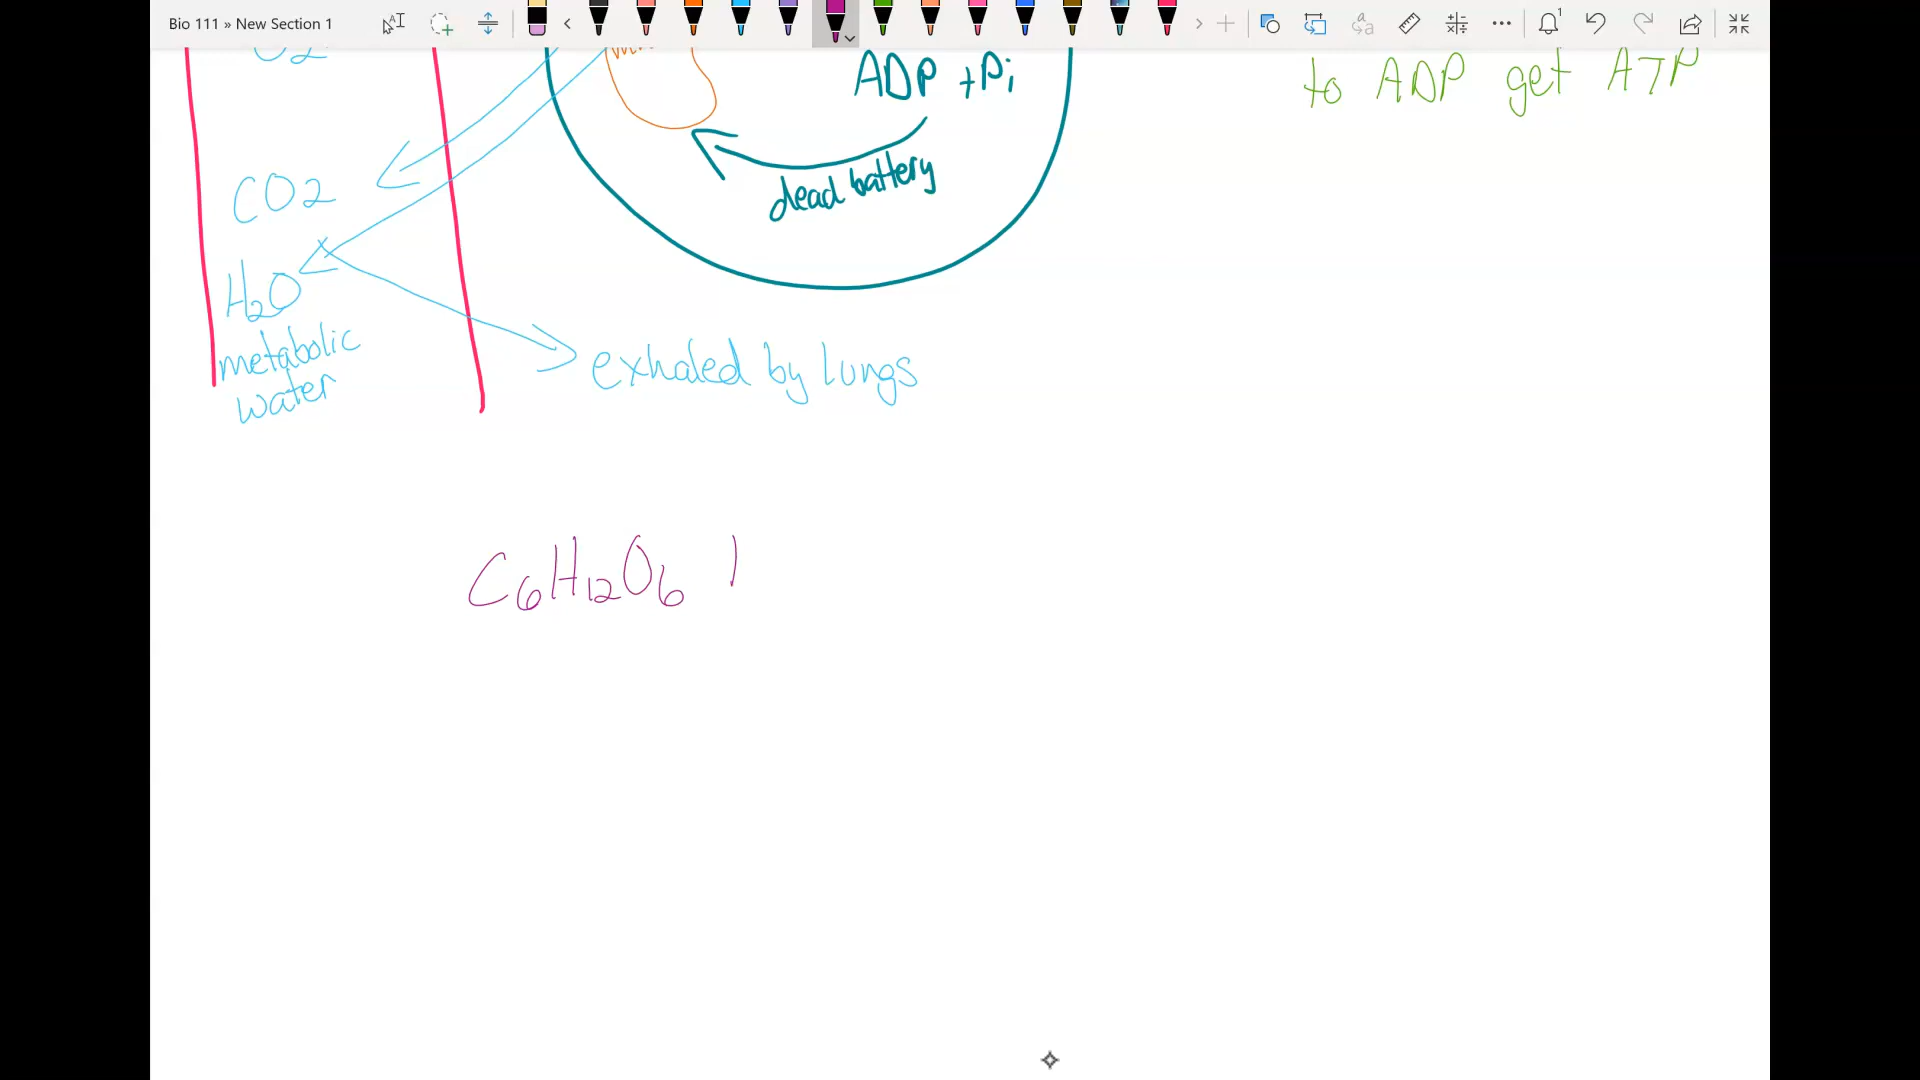 Bio 111 » New Section 1
O2
ADP +Pi
to ADP get ATP
dead battery
CO2
H2O
metabolic
water
exhaled by lungs
C6H12O6